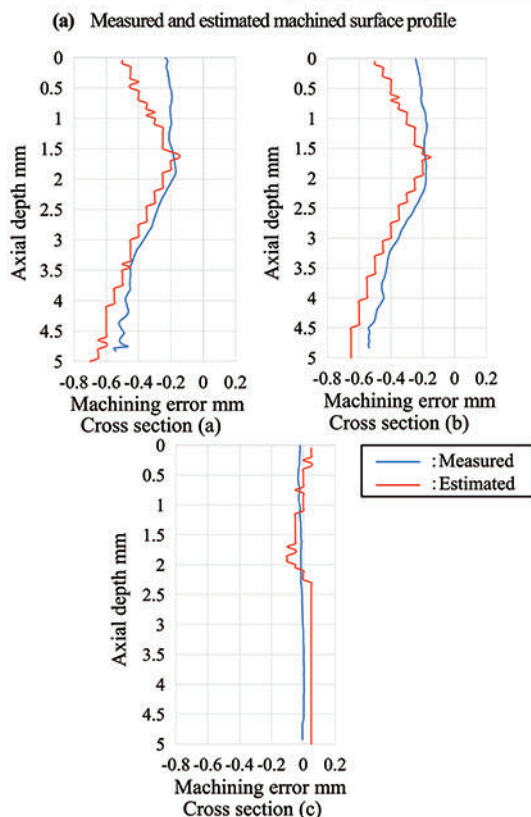 (a) Measured and estimated machined surface profile
0
0.5
1
1.5
2
2.5
3
3.5
4
4.5
5
Axial depth mm
-0.8 -0.6 -0.4 -0.2 0 0.2
Machining error mm
Cross section (a)
0
0.5
1
1.5
2
2.5
3
3.5
4
4.5
5
Axial depth mm
-0.8 -0.6 -0.4 -0.2 0 0.2
Machining error mm
Cross section (b)
: Measured
: Estimated
0
0.5
1
1.5
2
2.5
3
3.5
4
4.5
5
Axial depth mm
-0.8 -0.6 -0.4 -0.2 0 0.2
Machining error mm
Cross section (c)